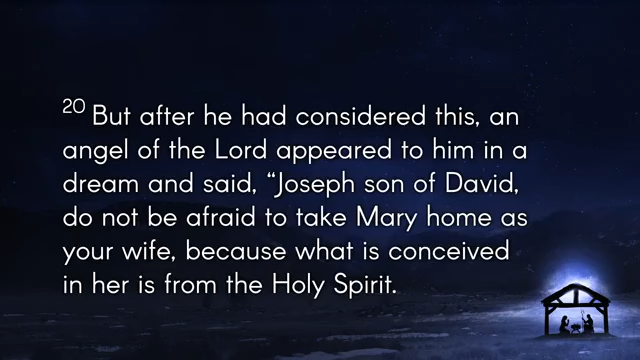 20 But after he had considered this, an
angel of the Lord appeared to him in a
dream and said, “Joseph son of David,
do not be afraid to take Mary home as
your wife, because what is conceived
in her is from the Holy Spirit.